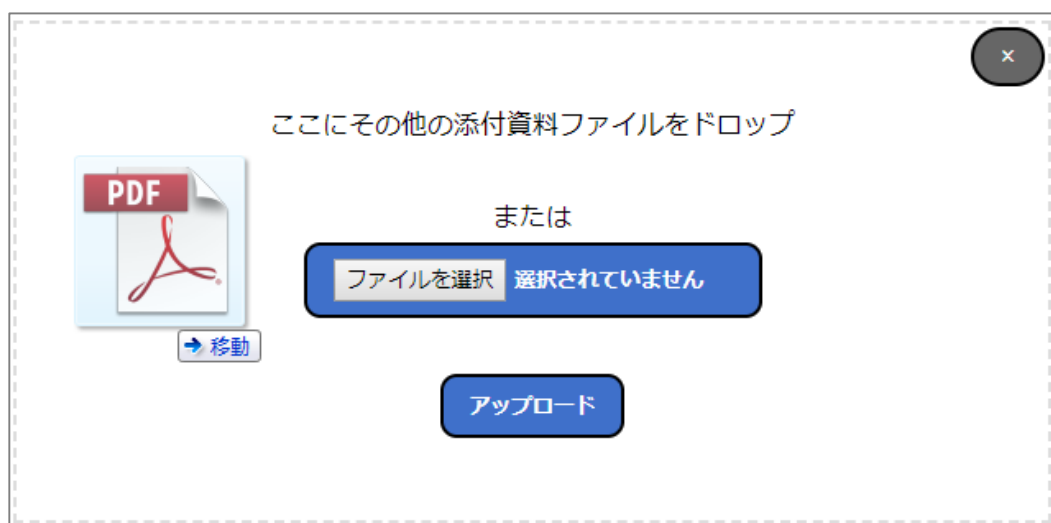 ×
ここにその他の添付資料ファイルをドロップ
PDF
または
ファイルを選択 選択されていません
移動
アップロード